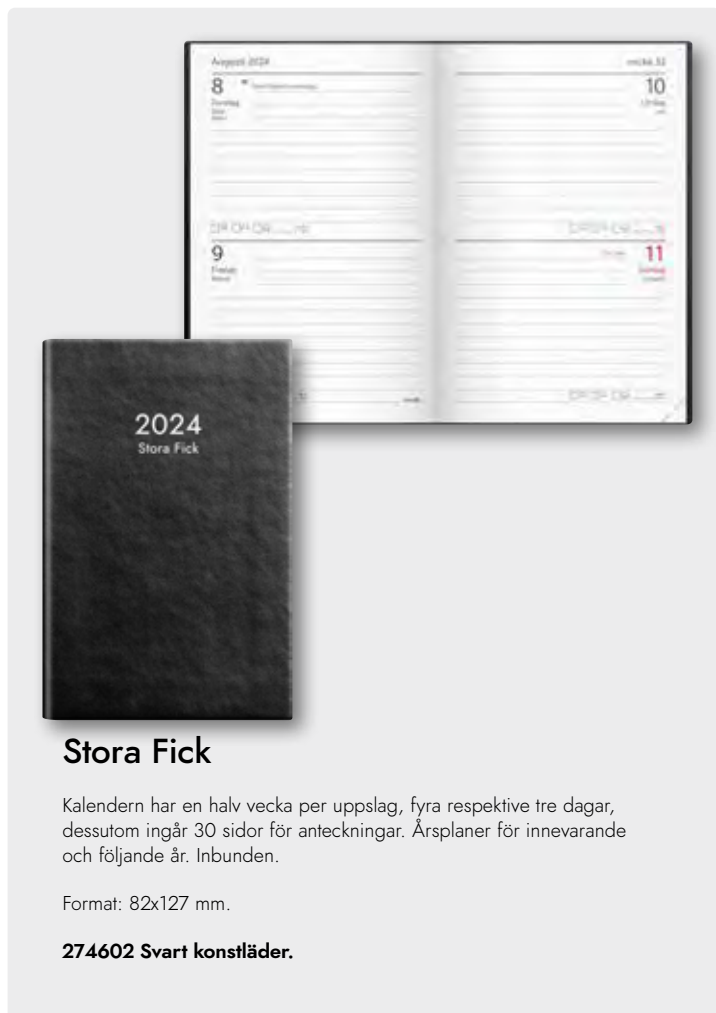 Augusti 2024
8
10
9
11
2024
Stora Fick
Stora Fick
Kalendern har en halv vecka per uppslag, fyra respektive tre dagar,
dessutom ingår 30 sidor för anteckningar. Årsplaner för innevarande
och följande år. Inbunden.
Format: 82x127 mm.
274602 Svart konstläder.